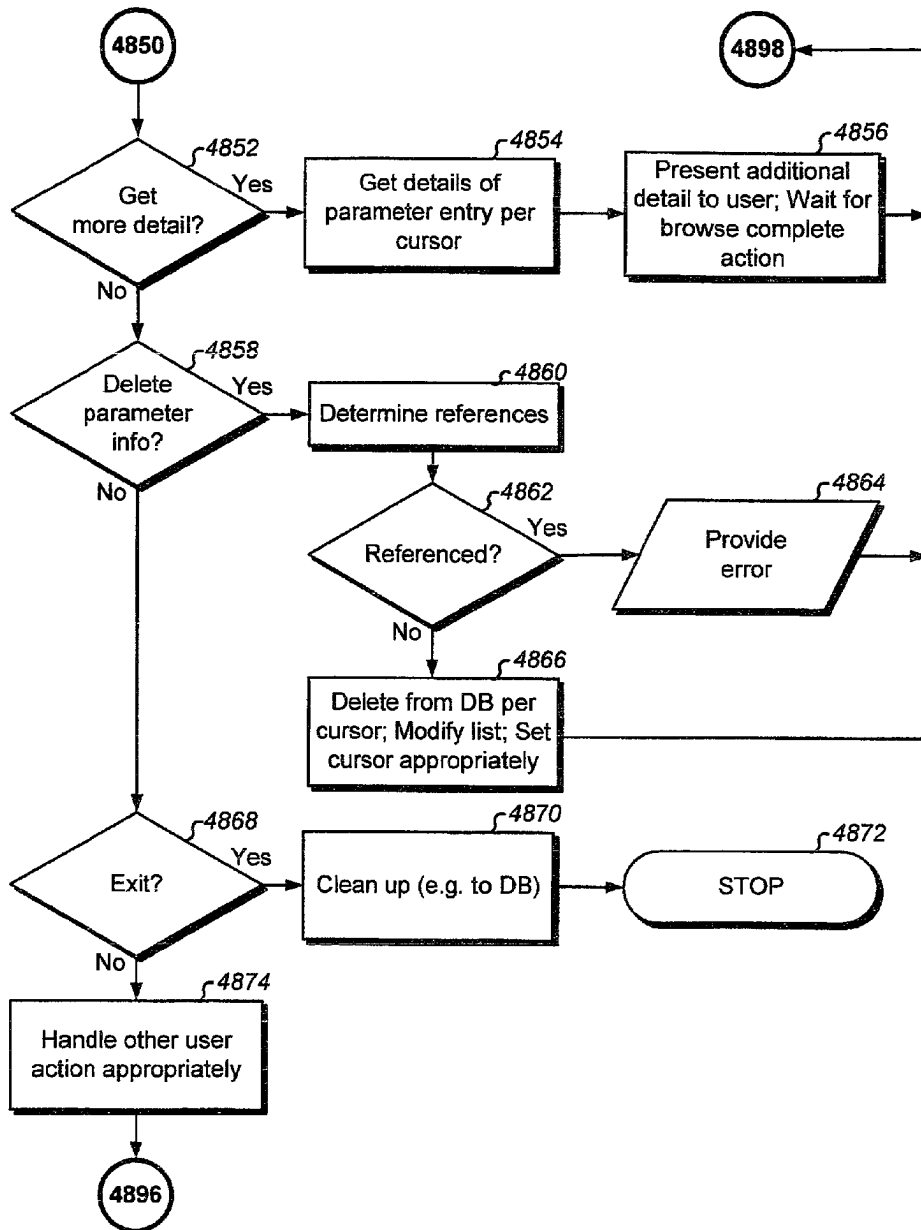 4850
4898
4852
Get
more detail?
Yes
No
4854
Get details of
parameter entry per
cursor
4856
Present additional
detail to user; Wait for
browse complete
action
4858
Delete
parameter
info?
Yes
No
4860
Determine references
4862
Referenced?
Yes
No
4864
Provide
error
4866
Delete from DB per
cursor; Modify list; Set
cursor appropriately
4868
Exit?
Yes
No
4870
Clean up (e.g. to DB)
4872
STOP
4874
Handle other user
action appropriately
4896